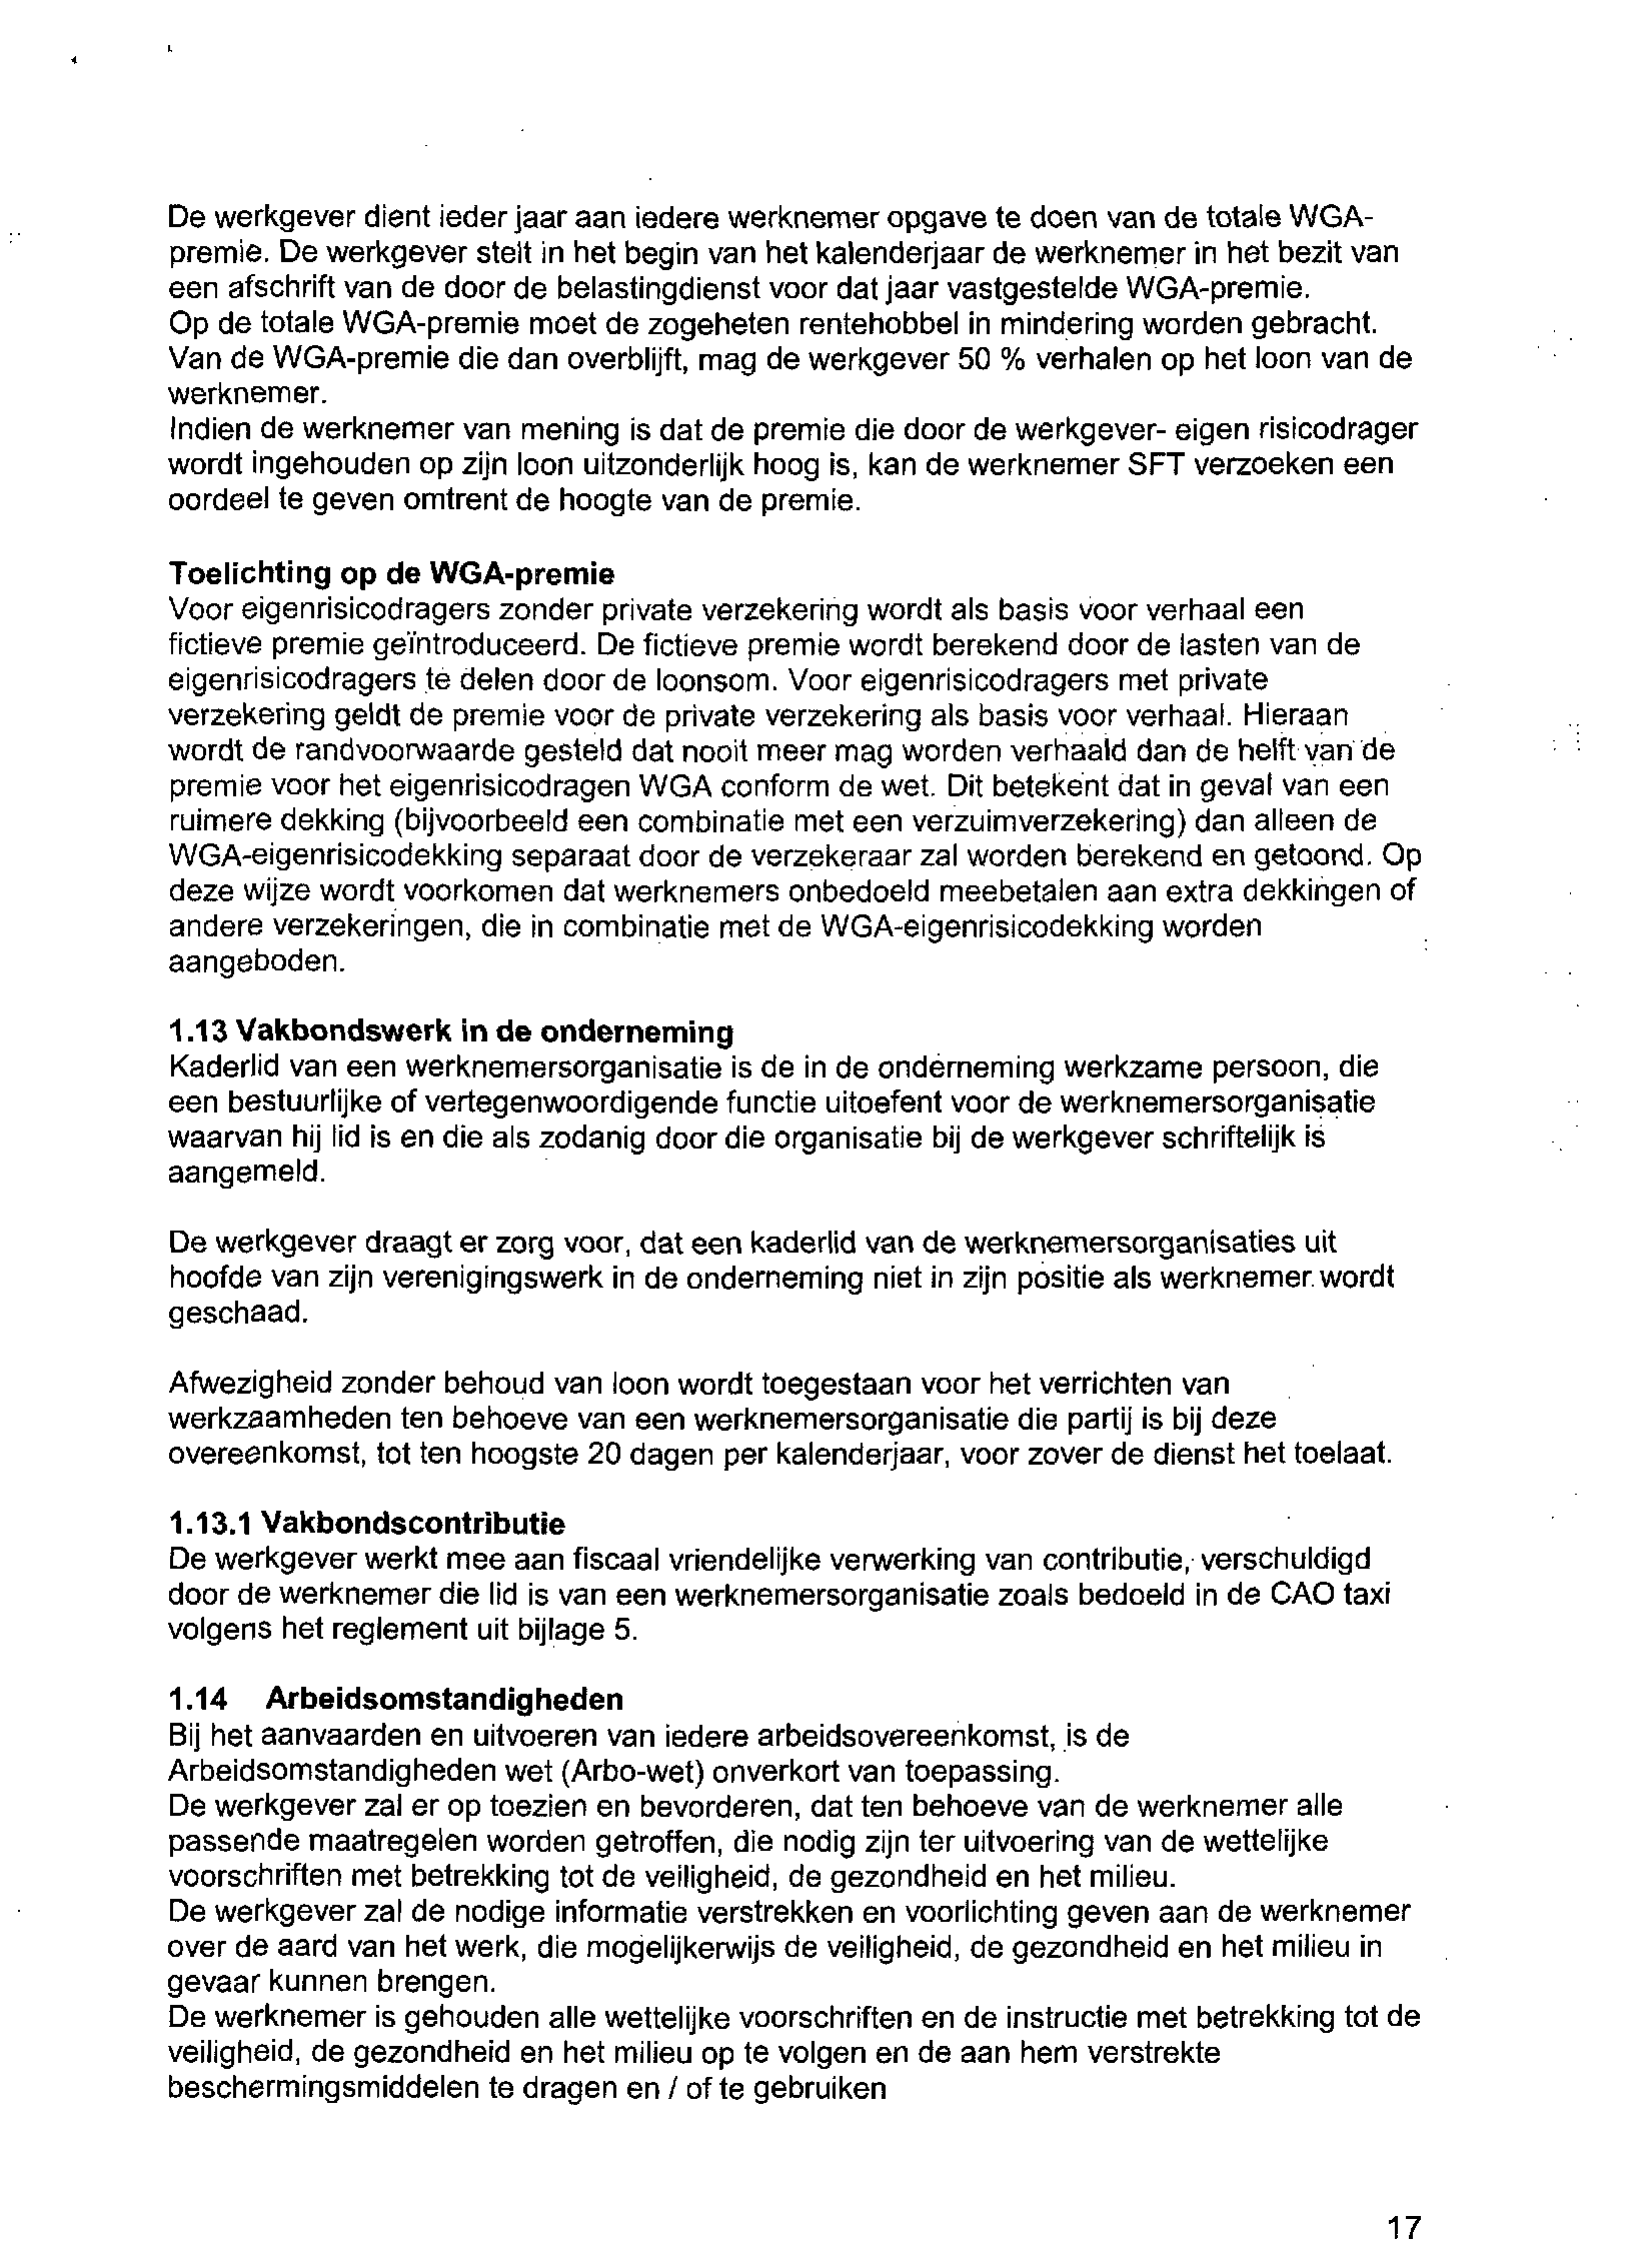 De werkgever dient ieder jaar aan iedere werknemer opgave te doen van de totale WGA-
premie. De werkgever stelt in het begin van het kalenderjaar de werknemer in het bezit van
een afschrift van de door de belastingdienst voor dat jaar vastgestelde WGA-premie.
Op de totale WGA-premie moet de zogeheten rentehobbel in mindering worden gebracht.
Van de WGA-premie die dan overblijft, mag de werkgever 50 % verhalen op het loon van de
werknemer.
Indien de werknemer van mening is dat de premie die door de werkgever- eigen risicodrager
wordt ingehouden op zijn loon uitzonderlijk hoog is, kan de werknemer SFT verzoeken een
oordeel te geven omtrent de hoogte van de premie.
Toelichting op de WGA-premie
Voor eigenrisicodragers zonder private verzekering wordt als basis voor verhaal een
fictieve premie geïntroduceerd. De fictieve premie wordt berekend door de lasten van de
eigenrisicodragers te delen door de loonsom. Voor eigenrisicodragers met private
verzekering geldt de premie voor de private verzekering als basis voor verhaal. Hieraan
wordt de randvoorwaarde gesteld dat nooit meer mag worden verhaald dan de helft van de
premie voor het eigenrisicodragen WGA conform de wet. Dit betekent dat in geval van een
ruimere dekking (bijvoorbeeld een combinatie met een verzuimverzekering) dan alleen de
WGA-eigenrisicodekking separaat door de verzekeraar zal worden berekend en getoond. Op
deze wijze wordt voorkomen dat werknemers onbedoeld meebetalen aan extra dekkingen of
andere verzekeringen, die in combinatie met de WGA-eigenrisicodekking worden
aangeboden.
1.13 Vakbondswerk in de onderneming
Kaderlid van een werknemersorganisatie is de in de onderneming werkzame persoon, die
een bestuurlijke of vertegenwoordigende functie uitoefent voor de werknemersorganisatie
waarvan hij lid is en die als zodanig door die organisatie bij de werkgever schriftelijk is
aangemeld.
De werkgever draagt er zorg voor, dat een kaderlid van de werknemersorganisaties uit
hoofde van zijn verenigingswerk in de onderneming niet in zijn positie als werknemer wordt
geschaad.
Afwezigheid zonder behoud van loon wordt toegestaan voor het verrichten van
werkzaamheden ten behoeve van een werknemersorganisatie die partij is bij deze
overeenkomst, tot ten hoogste 20 dagen per kalenderjaar, voor zover de dienst het toelaat.
1.13.1 Vakbondscontributie
De werkgever werkt mee aan fiscaal vriendelijke verwerking van contributie, verschuldigd
door de werknemer die lid is van een werknemersorganisatie zoals bedoeld in de CAO taxi
volgens het reglement uit bijlage 5.
1.14 Arbeidsomstandigheden
Bij het aanvaarden en uitvoeren van iedere arbeidsovereenkomst, is de
Arbeidsomstandigheden wet (Arbo-wet) onverkort van toepassing.
De werkgever zal er op toezien en bevorderen, dat ten behoeve van de werknemer alle
passende maatregelen worden getroffen, die nodig zijn ter uitvoering van de wettelijke
voorschriften met betrekking tot de veiligheid, de gezondheid en het milieu.
De werkgever zal de nodige informatie verstrekken en voorlichting geven aan de werknemer
over de aard van het werk, die mogelijkerwijs de veiligheid, de gezondheid en het milieu in
gevaar kunnen brengen.
De werknemer is gehouden alle wettelijke voorschriften en de instructie met betrekking tot de
veiligheid, de gezondheid en het milieu op te volgen en de aan hem verstrekte
beschermingsmiddelen te dragen en / of te gebruiken
17